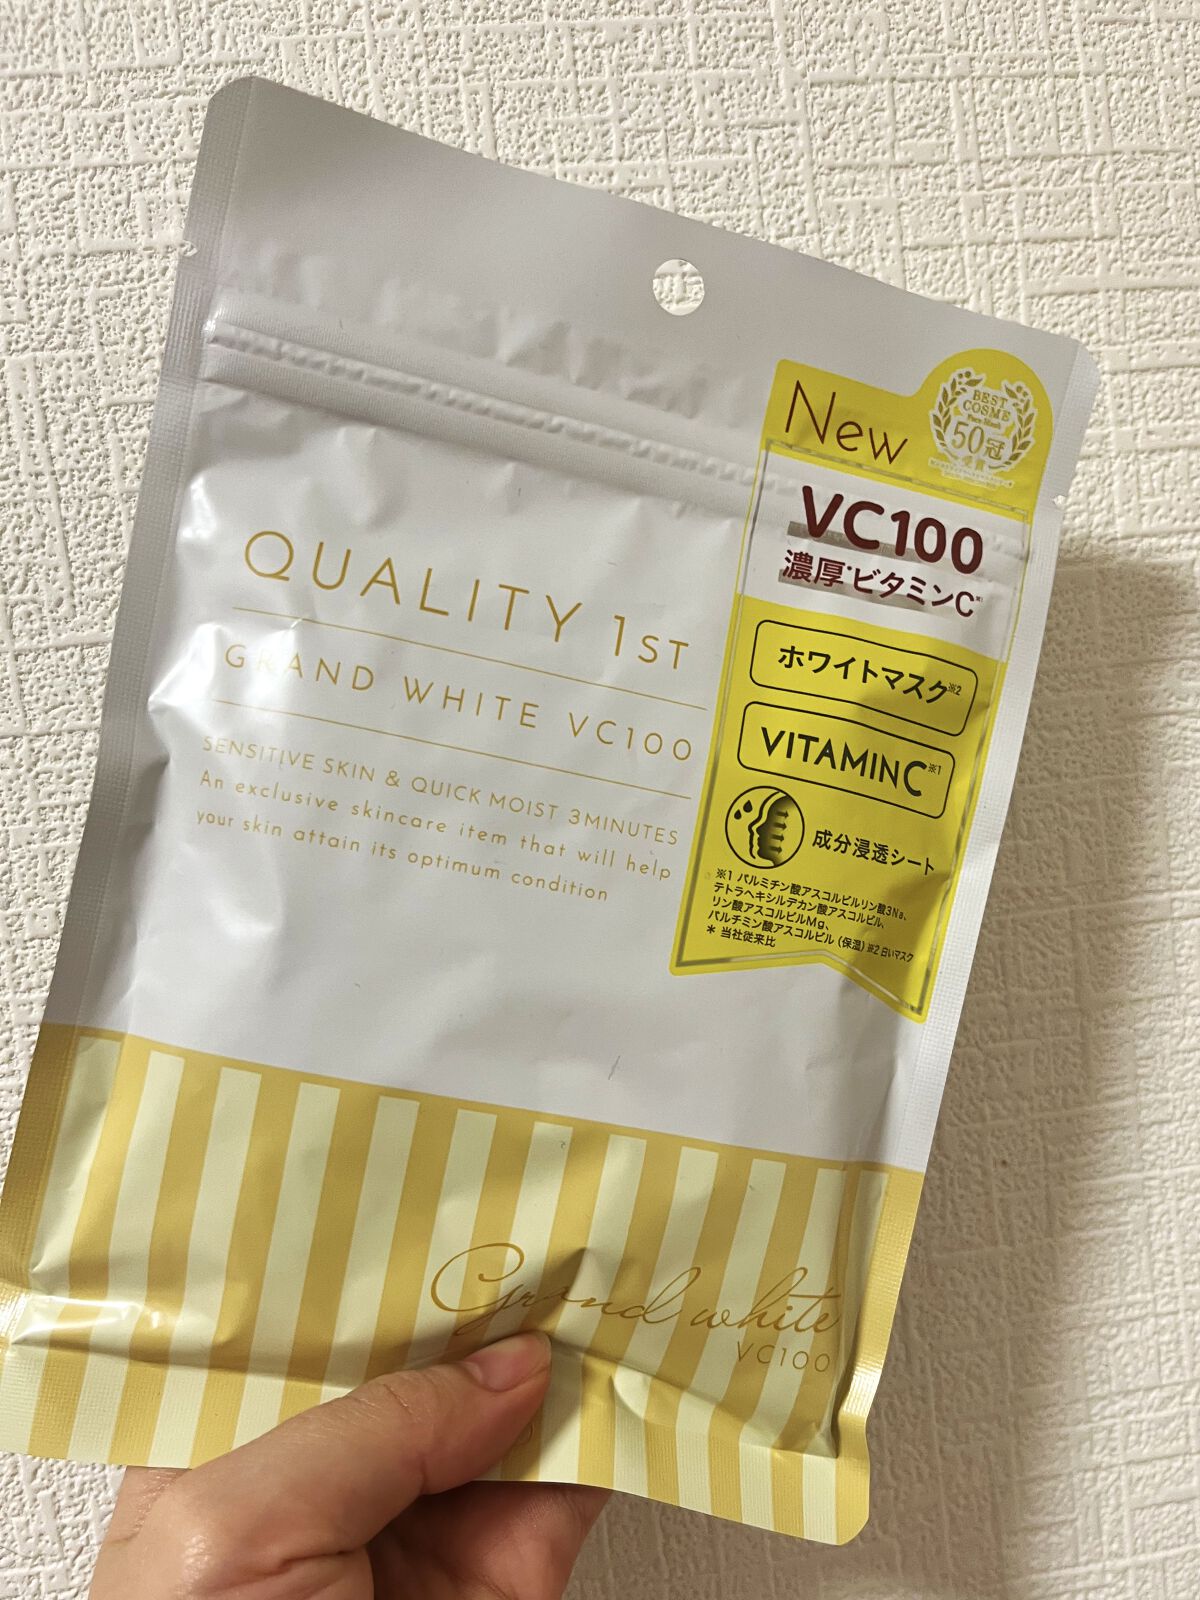 New
BEST
COSME
Face Mask
50冠
受賞
VC100
濃厚*ビタミンC※1
ホワイトマスク※2
VITAMINC※1
成分浸透シート
※1 パルミチン酸アスコルビルリン酸3Na、
テトラヘキシルデカン酸アスコルビル、
リン酸アスコルビルMg、
パルチミン酸アスコルビル(保湿)※2 白いマスク
* 当社従来比
QUALITY 1ST
GRAND WHITE VC100
SENSITIVE SKIN & QUICK MOIST 3MINUTES
An exclusive skincare item that will help
your skin attain its optimum condition
Grand white
VC100